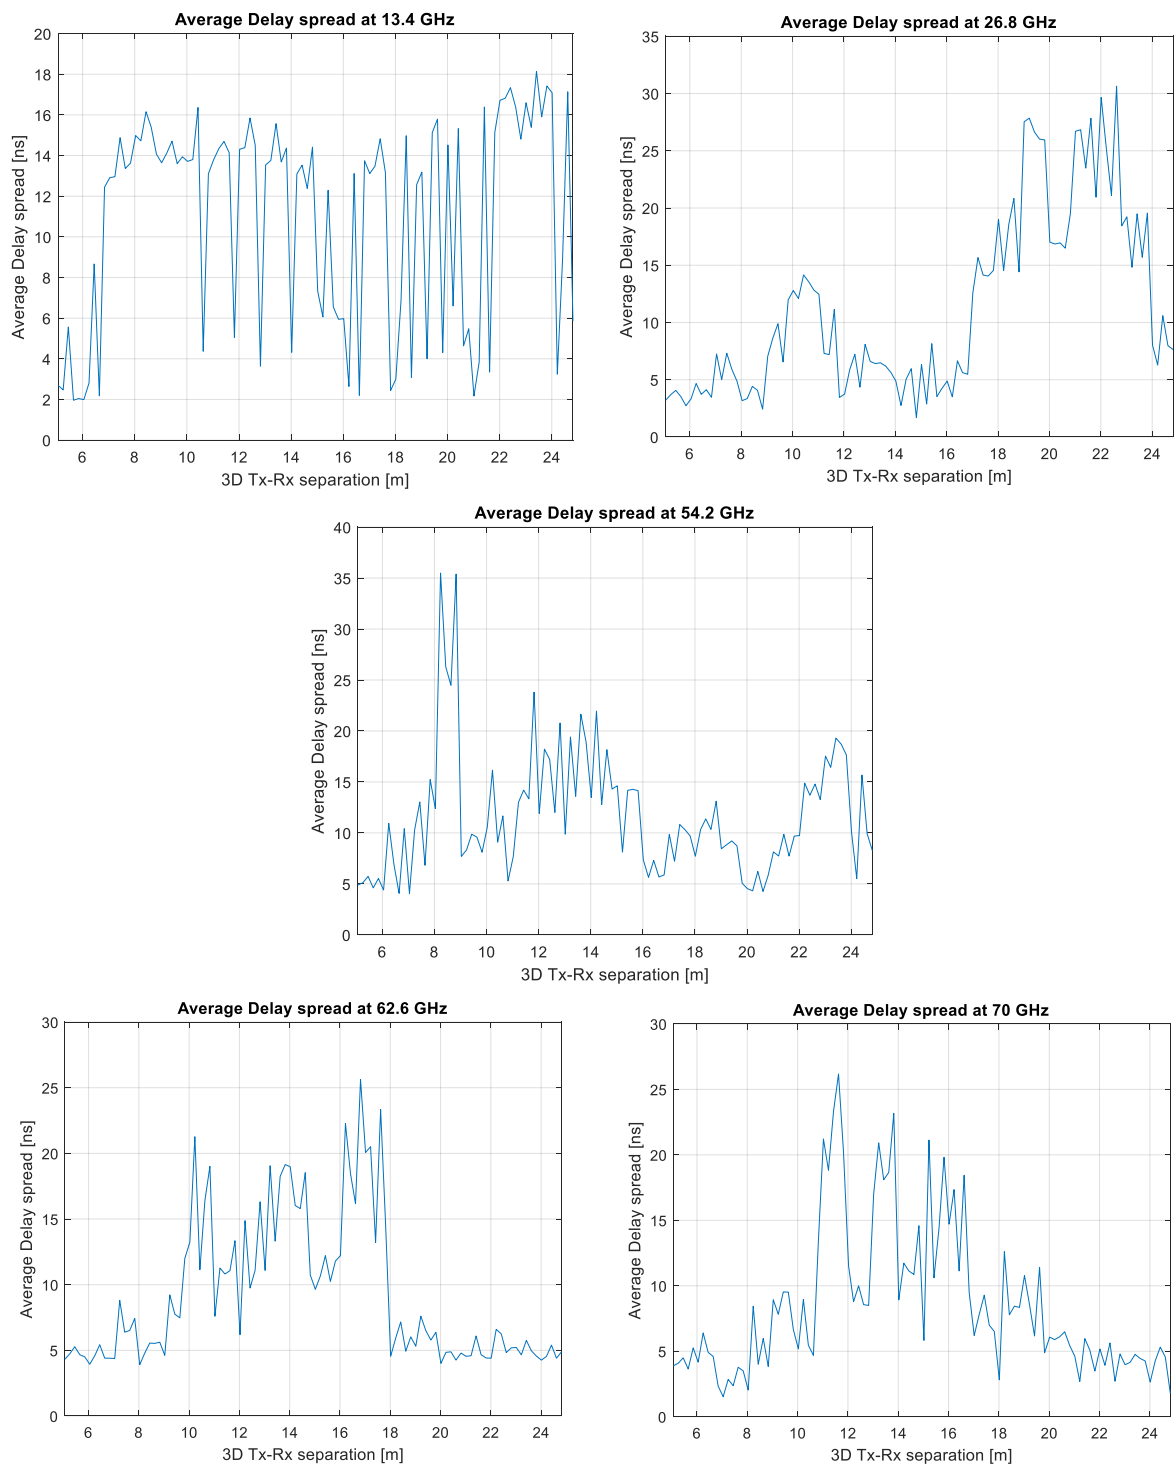 Average Delay spread at 13.4 GHz
Average Delay spread [ns]
20
18
16
14
12
10
8
6
4
2
0
6 8 10 12 14 16 18 20 22 24
3D Tx-Rx separation [m]
Average Delay spread at 26.8 GHz
Average Delay spread [ns]
35
30
25
20
15
10
5
0
6 8 10 12 14 16 18 20 22 24
3D Tx-Rx separation [m]
Average Delay spread at 54.2 GHz
Average Delay spread [ns]
40
35
30
25
20
15
10
5
0
6 8 10 12 14 16 18 20 22 24
3D Tx-Rx separation [m]
Average Delay spread at 62.6 GHz
Average Delay spread [ns]
30
25
20
15
10
5
0
6 8 10 12 14 16 18 20 22 24
3D Tx-Rx separation [m]
Average Delay spread at 70 GHz
Average Delay spread [ns]
30
25
20
15
10
5
0
6 8 10 12 14 16 18 20 22 24
3D Tx-Rx separation [m]